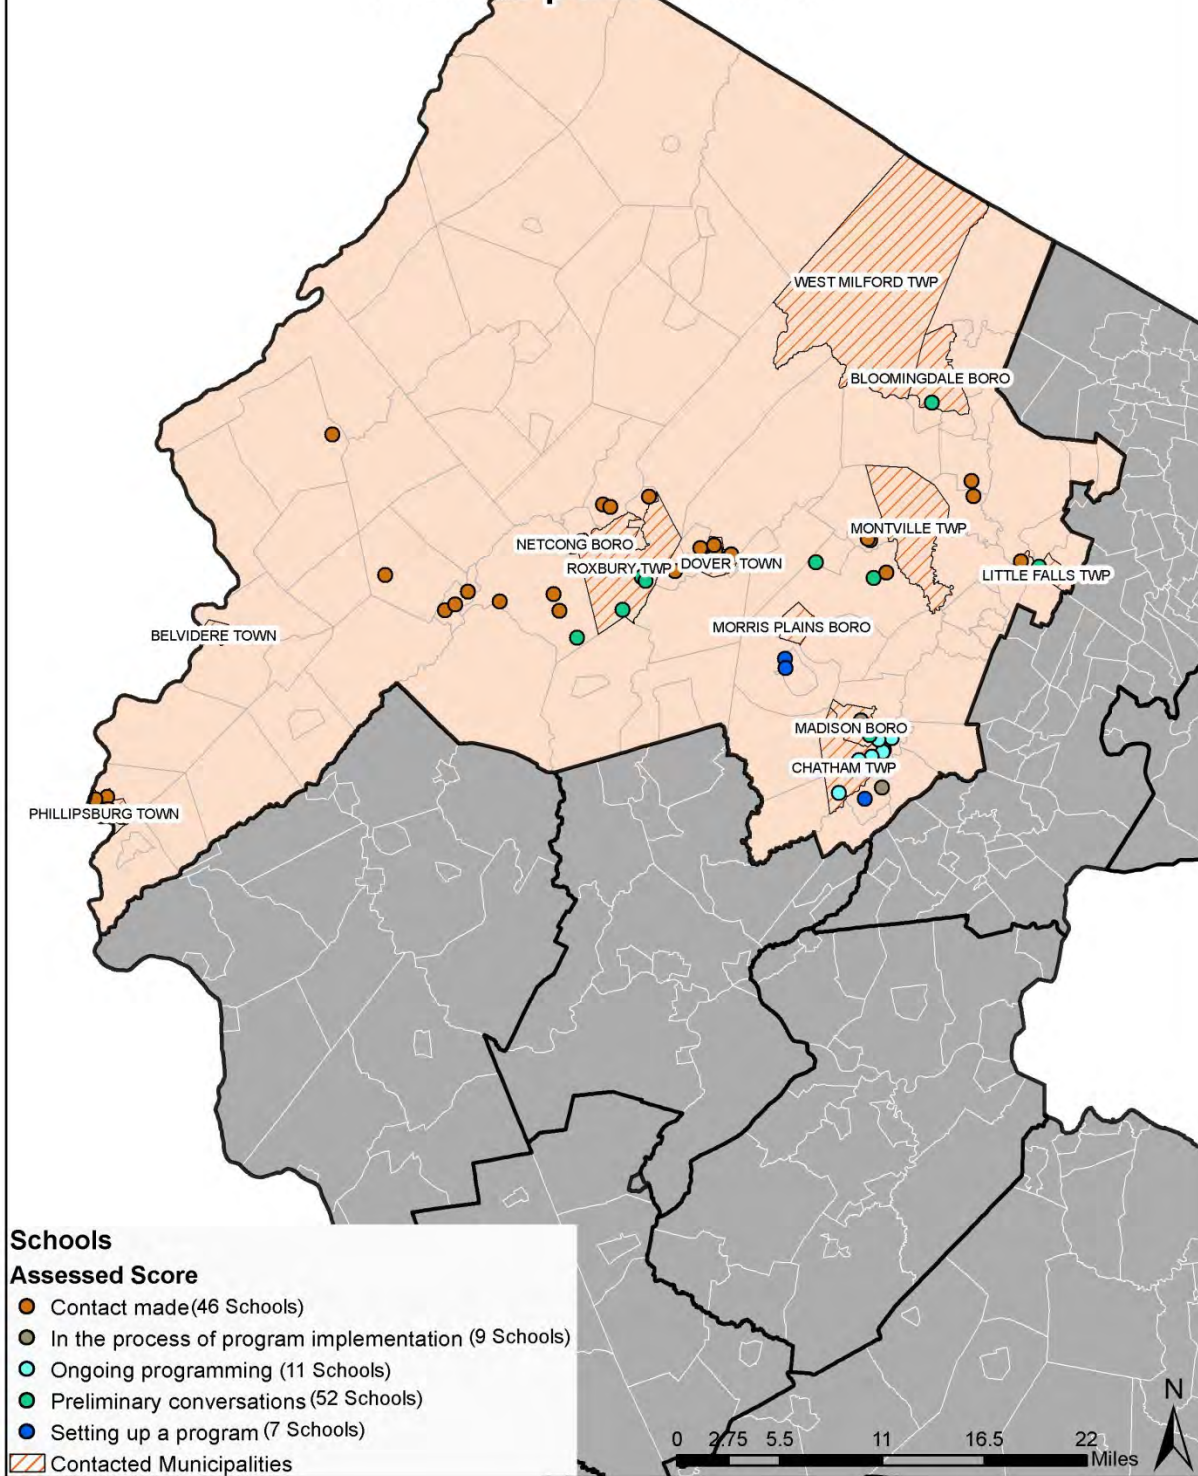 WEST MILFORD TWP
BLOOMINGDALE BORO
MONTVILLE TWP
NETCONG BORO
ROXBURY TWP
DOVER TOWN
LITTLE FALLS TWP
MORRIS PLAINS BORO
BELVIDERE TOWN
MADISON BORO
CHATHAM TWP
PHILLIPSBURG TOWN
Schools
Assessed Score
Contact made (46 Schools)
In the process of program implementation (9 Schools)
Ongoing programming (11 Schools)
Preliminary conversations (52 Schools)
Setting up a program (7 Schools)
Contacted Municipalities
N
0 2.75 5.5 11 16.5 22
Miles